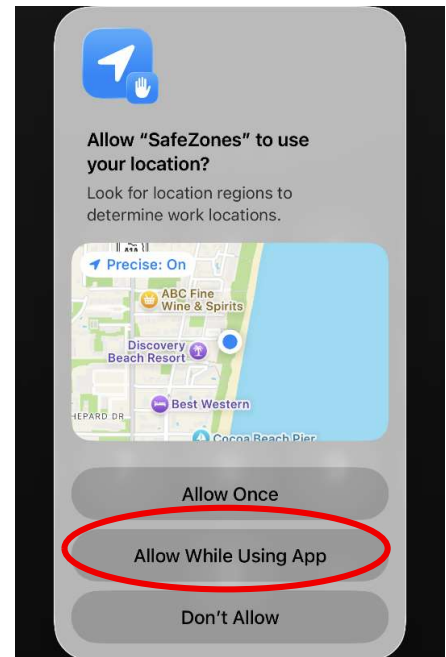 Allow “SafeZones” to use
your location?
Look for location regions to
determine work locations.
A1A
Precise: On
ABC Fine
Wine & Spirits
Discovery
Beach Resort
Best Western
HEPARD DR
Cocoa Beach Pier
Allow Once
Allow While Using App
Don’t Allow